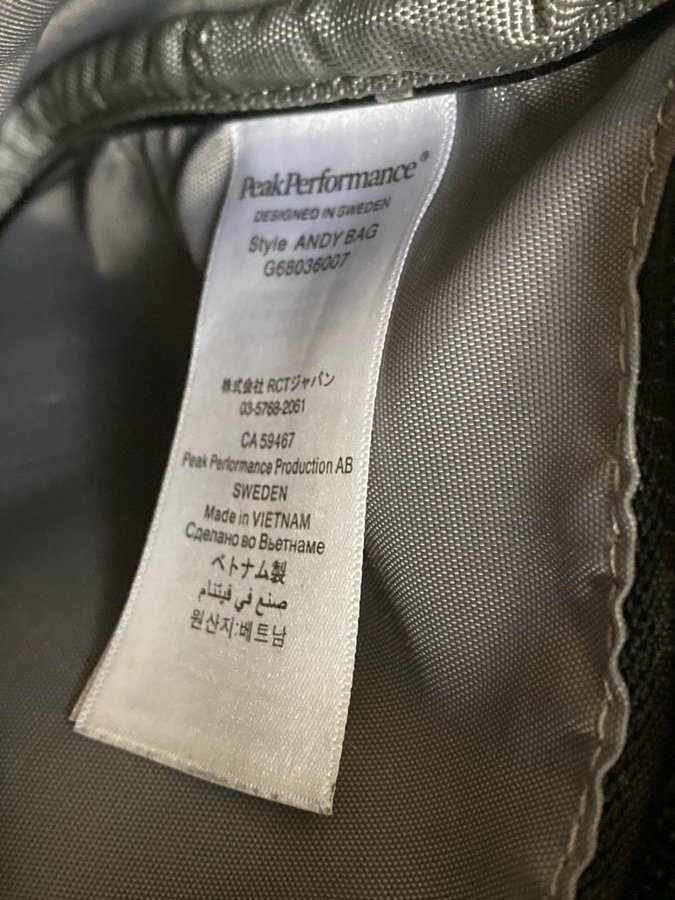 PeakPerformance®
DESIGNED IN SWEDEN
Style ANDY BAG
G68036007
株式会社 RCTジャパン
03-5768-2061
CA 59467
Peak Performance Production AB
SWEDEN
Made in VIETNAM
Сделано во Вьетнаме
ベトナム製
صنع في فيتنام
원산지:베트남